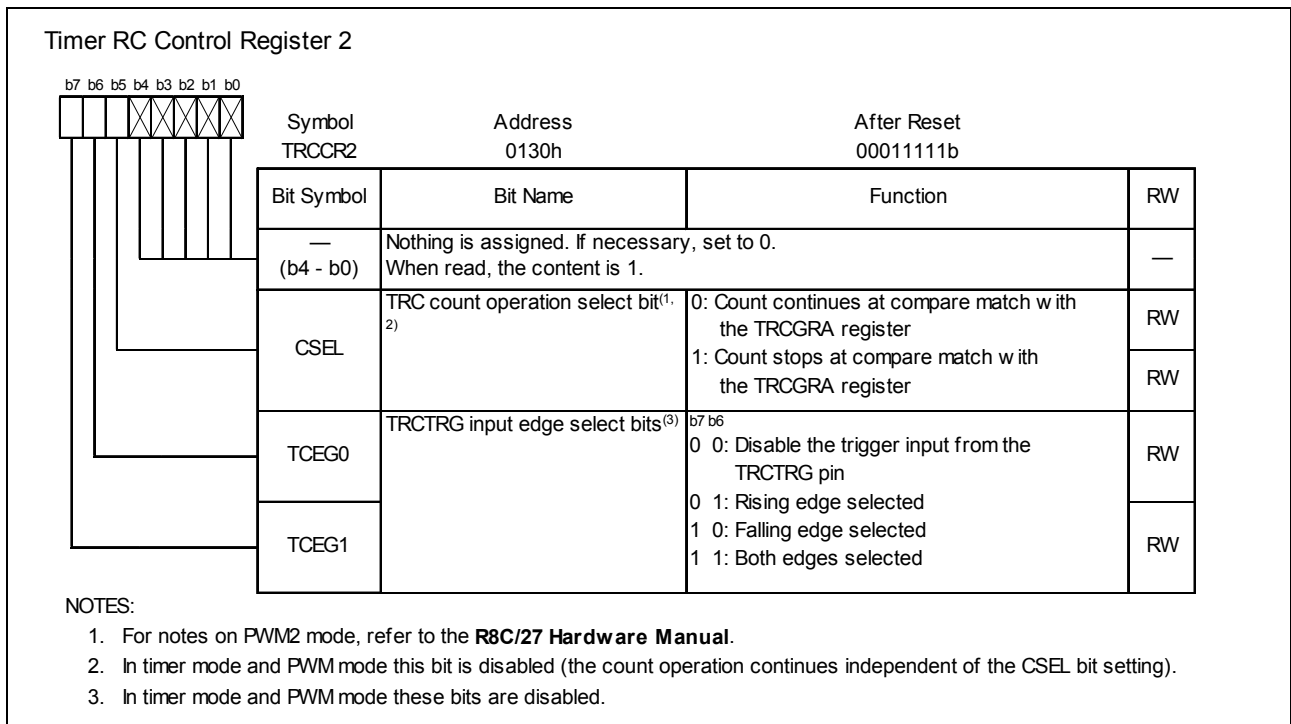 Timer RC Control Register 2
b7 b6 b5 b4 b3 b2 b1 b0
Symbol Address After Reset
TRCCR2 0130h 00011111b
Bit Symbol Bit Name Function RW
— (b4 - b0) Nothing is assigned. If necessary, set to 0.
When read, the content is 1. —
CSEL TRC count operation select bit(1, 2)
0: Count continues at compare match with
the TRCGRA register RW
1: Count stops at compare match with
the TRCGRA register RW
TCEG0 TRCTRG input edge select bits(3) b7 b6
0 0: Disable the trigger input from the
TRCTRG pin RW
0 1: Rising edge selected
TCEG1 1 0: Falling edge selected RW
1 1: Both edges selected
NOTES:
1. For notes on PWM2 mode, refer to the R8C/27 Hardware Manual.
2. In timer mode and PWM mode this bit is disabled (the count operation continues independent of the CSEL bit setting).
3. In timer mode and PWM mode these bits are disabled.